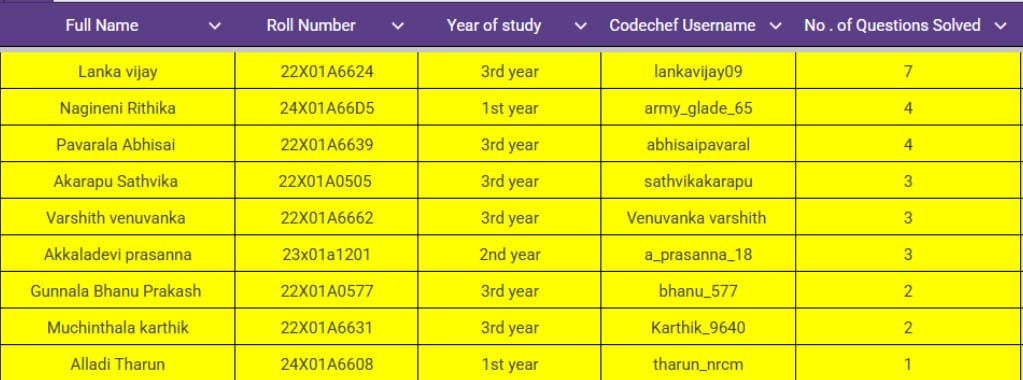 Full Name Roll Number Year of study Codechef Username No . of Questions Solved
Lanka vijay 22X01A6624 3rd year lankavijay09 7
Nagineni Rithika 24X01A66D5 1st year army_glade_65 4
Pavarala Abhisai 22X01A6639 3rd year abhisaipavaral 4
Akarapu Sathvika 22X01A0505 3rd year sathvikakarapu 3
Varshith venuvanka 22X01A6662 3rd year Venuvanka varshith 3
Akkaladevi prasanna 23x01a1201 2nd year a_prasanna_18 3
Gunnala Bhanu Prakash 22X01A0577 3rd year bhanu_577 2
Muchinthala karthik 22X01A6631 3rd year Karthik_9640 2
Alladi Tharun 24X01A6608 1st year tharun_nrcm 1